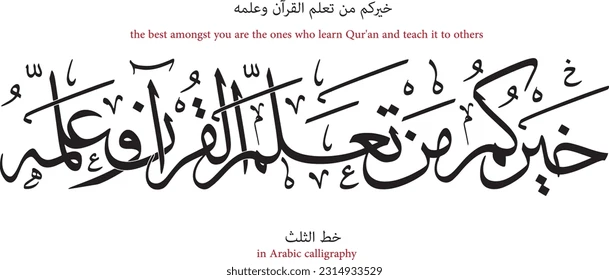 خيركم من تعلم القرآن وعلمه
the best amongst you are the ones who learn Qur'an and teach it to others
خيركم من تعلم القرآن وعلمه
خط الثلث
in Arabic calligraphy
shutterstock.com · 2314933529